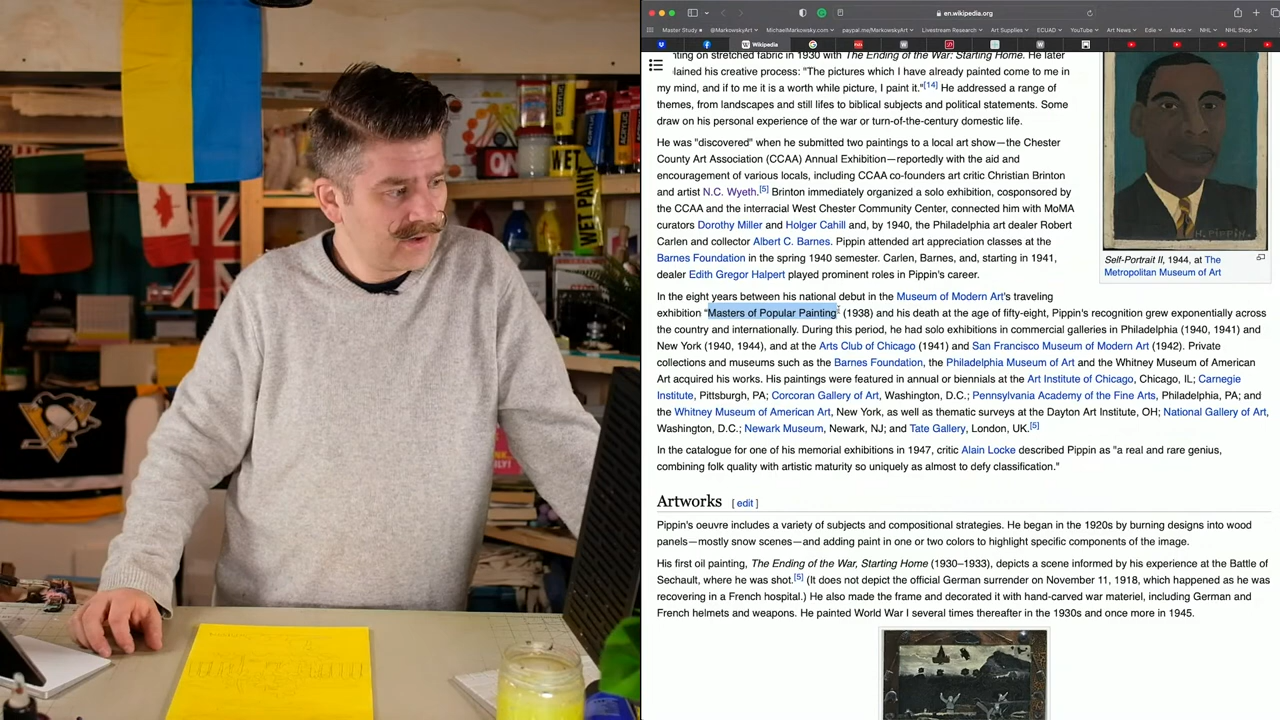 en.wikipedia.org
Master Study
@MarkowskyArt
MichaelMarkowsky.com
paypal.me/MarkowskyArt
Livestream Research
Art Supplies
ECUAD
YouTube
Art News
Edie
Music
NHL
NHL Shop
Wikipedia
ting on stretched fabric in 1930 with The Ending of the War: Starting Home. He later
lained his creative process: "The pictures which I have already painted come to me in
my mind, and if to me it is a worth while picture, I paint it."[14] He addressed a range of
themes, from landscapes and still lifes to biblical subjects and political statements. Some
draw on his personal experience of the war or turn-of-the-century domestic life.
He was "discovered" when he submitted two paintings to a local art show—the Chester
County Art Association (CCAA) Annual Exhibition—reportedly with the aid and
encouragement of various locals, including CCAA co-founders art critic Christian Brinton
and artist N.C. Wyeth.[5] Brinton immediately organized a solo exhibition, cosponsored by
the CCAA and the interracial West Chester Community Center, connected him with MoMA
curators Dorothy Miller and Holger Cahill and, by 1940, the Philadelphia art dealer Robert
Carlen and collector Albert C. Barnes. Pippin attended art appreciation classes at the
Barnes Foundation in the spring 1940 semester. Carlen, Barnes, and, starting in 1941,
dealer Edith Gregor Halpert played prominent roles in Pippin's career.
H. PIPPIN.
Self-Portrait II, 1944, at The
Metropolitan Museum of Art
In the eight years between his national debut in the Museum of Modern Art's traveling
exhibition "Masters of Popular Painting" (1938) and his death at the age of fifty-eight, Pippin's recognition grew exponentially across
the country and internationally. During this period, he had solo exhibitions in commercial galleries in Philadelphia (1940, 1941) and
New York (1940, 1944), and at the Arts Club of Chicago (1941) and San Francisco Museum of Modern Art (1942). Private
collections and museums such as the Barnes Foundation, the Philadelphia Museum of Art and the Whitney Museum of American
Art acquired his works. His paintings were featured in annual or biennials at the Art Institute of Chicago, Chicago, IL; Carnegie
Institute, Pittsburgh, PA; Corcoran Gallery of Art, Washington, D.C.; Pennsylvania Academy of the Fine Arts, Philadelphia, PA; and
the Whitney Museum of American Art, New York, as well as thematic surveys at the Dayton Art Institute, OH; National Gallery of Art,
Washington, D.C.; Newark Museum, Newark, NJ; and Tate Gallery, London, UK.[5]
In the catalogue for one of his memorial exhibitions in 1947, critic Alain Locke described Pippin as "a real and rare genius,
combining folk quality with artistic maturity so uniquely as almost to defy classification."
Artworks [ edit ]
Pippin's oeuvre includes a variety of subjects and compositional strategies. He began in the 1920s by burning designs into wood
panels—mostly snow scenes—and adding paint in one or two colors to highlight specific components of the image.
His first oil painting, The Ending of the War, Starting Home (1930–1933), depicts a scene informed by his experience at the Battle of
Sechault, where he was shot.[5] (It does not depict the official German surrender on November 11, 1918, which happened as he was
recovering in a French hospital.) He also made the frame and decorated it with hand-carved war materiel, including German and
French helmets and weapons. He painted World War I several times thereafter in the 1930s and once more in 1945.
ON
WET
WET PAINT
ACRYLIC